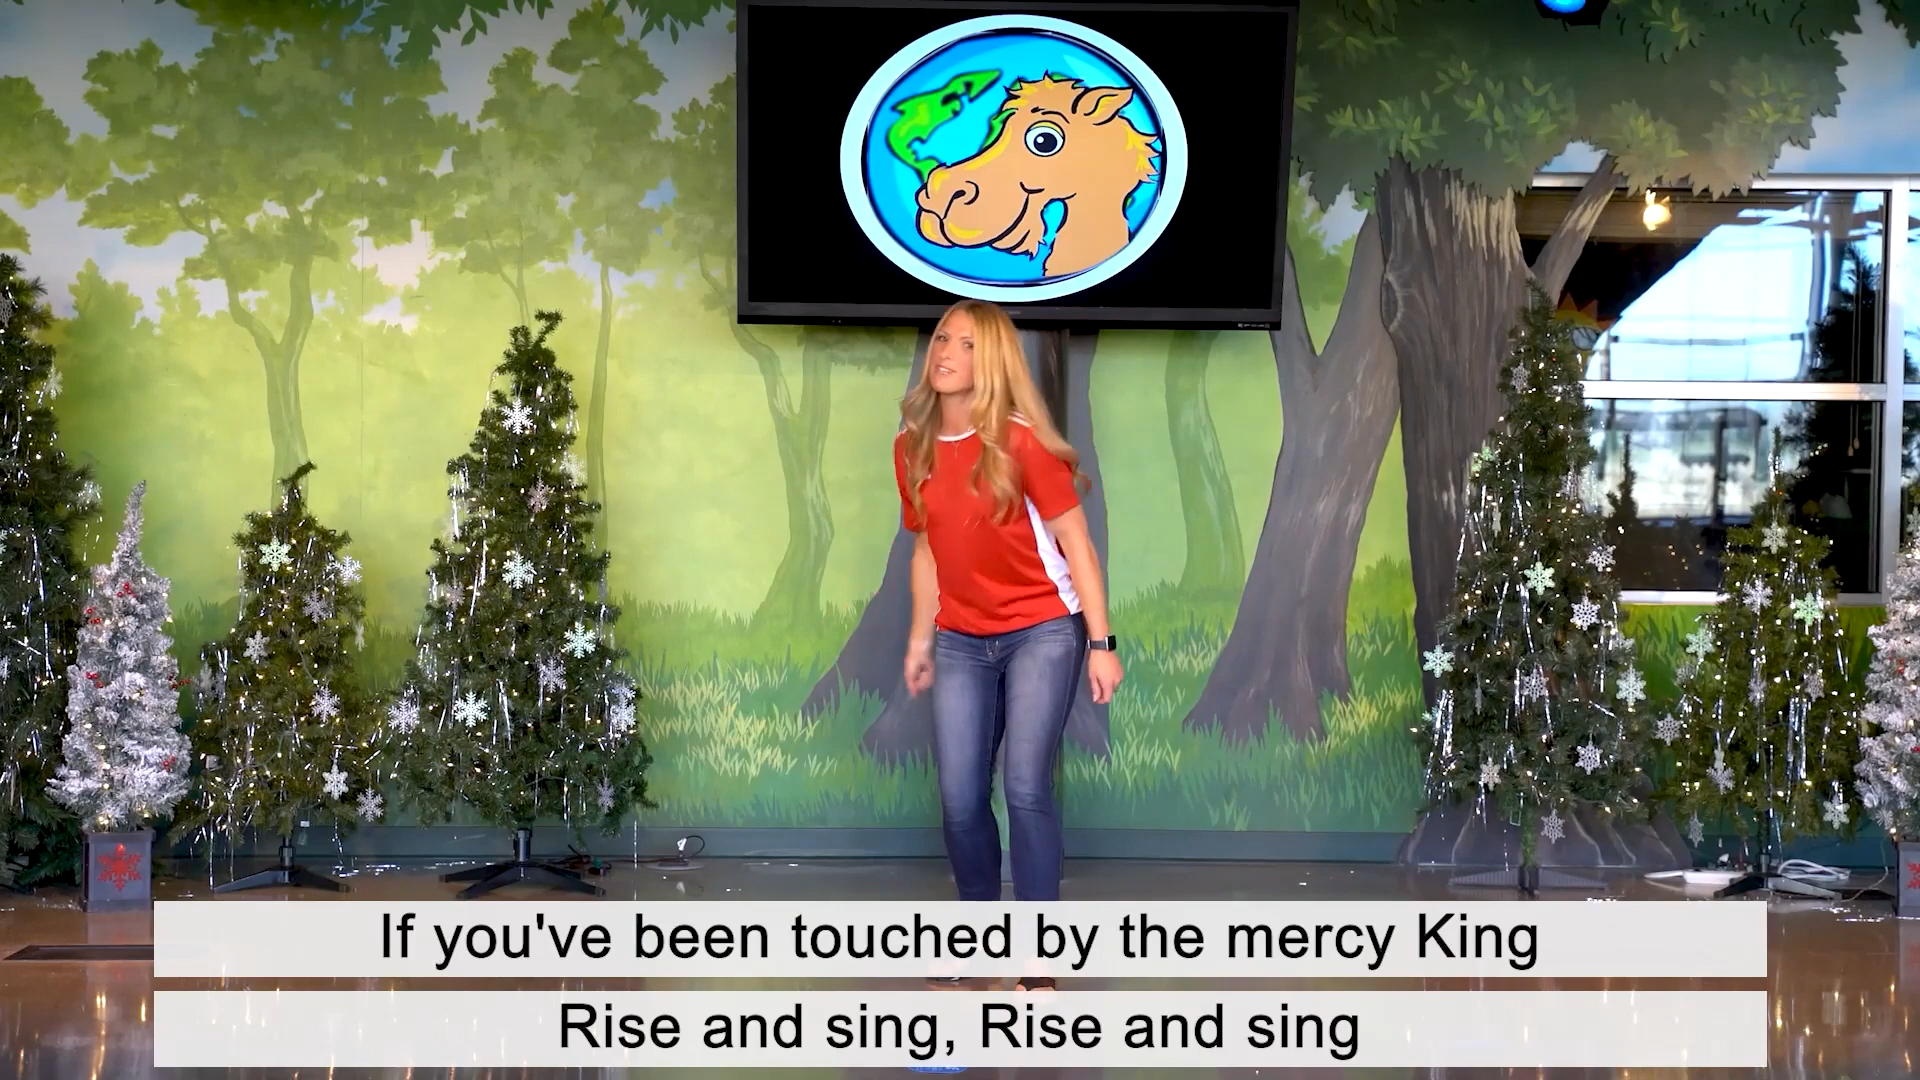 If you've been touched by the mercy King
Rise and sing, Rise and sing